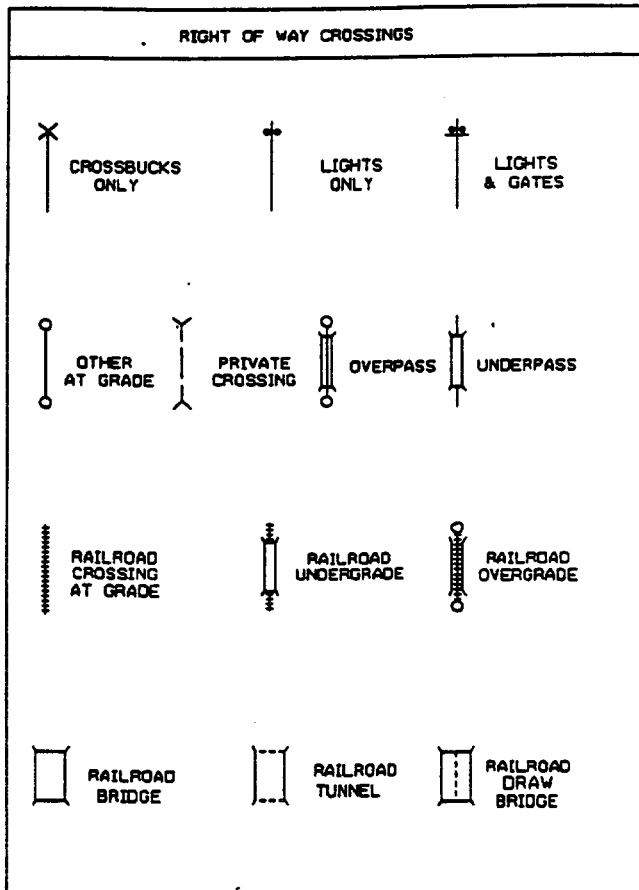 RIGHT OF WAY CROSSINGS
CROSSBUCKS
ONLY
LIGHTS
ONLY
LIGHTS
& GATES
OTHER
AT GRADE
PRIVATE
CROSSING
OVERPASS
UNDERPASS
RAILROAD
CROSSING
AT GRADE
RAILROAD
UNDERGRADE
RAILROAD
OVERGRADE
RAILROAD
BRIDGE
RAILROAD
TUNNEL
RAILROAD
DRAW
BRIDGE